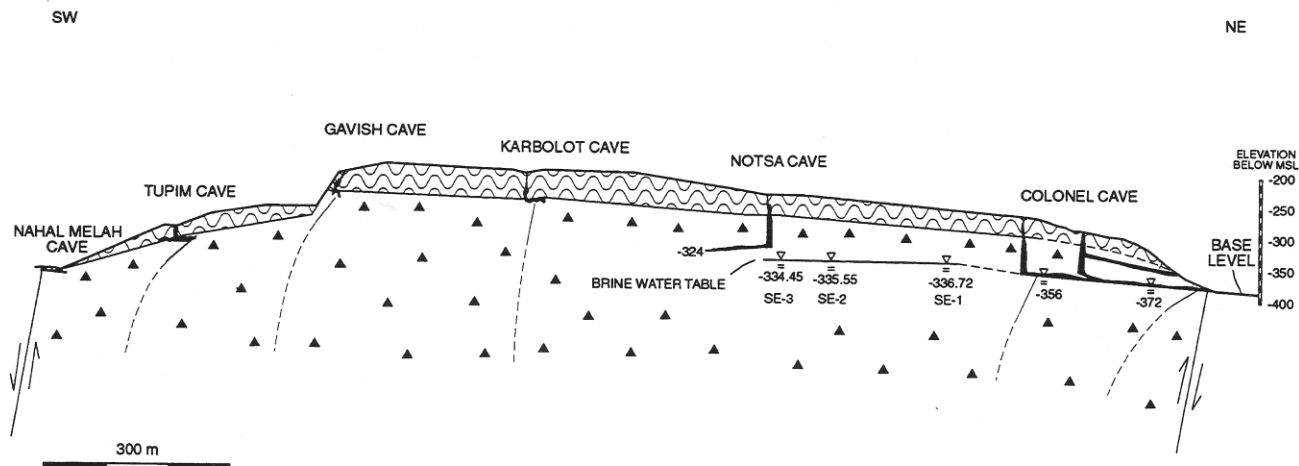 SW
NE
GAVISH CAVE
KARBOLOT CAVE
NOTSA CAVE
TUPIM CAVE
COLONEL CAVE
NAHAL MELAH
CAVE
ELEVATION
BELOW MSL
-200
-250
-300
-350
-400
BASE
LEVEL
-324
BRINE WATER TABLE
-334.45
-335.55
-336.72
-356
-372
SE-3
SE-2
SE-1
300 m